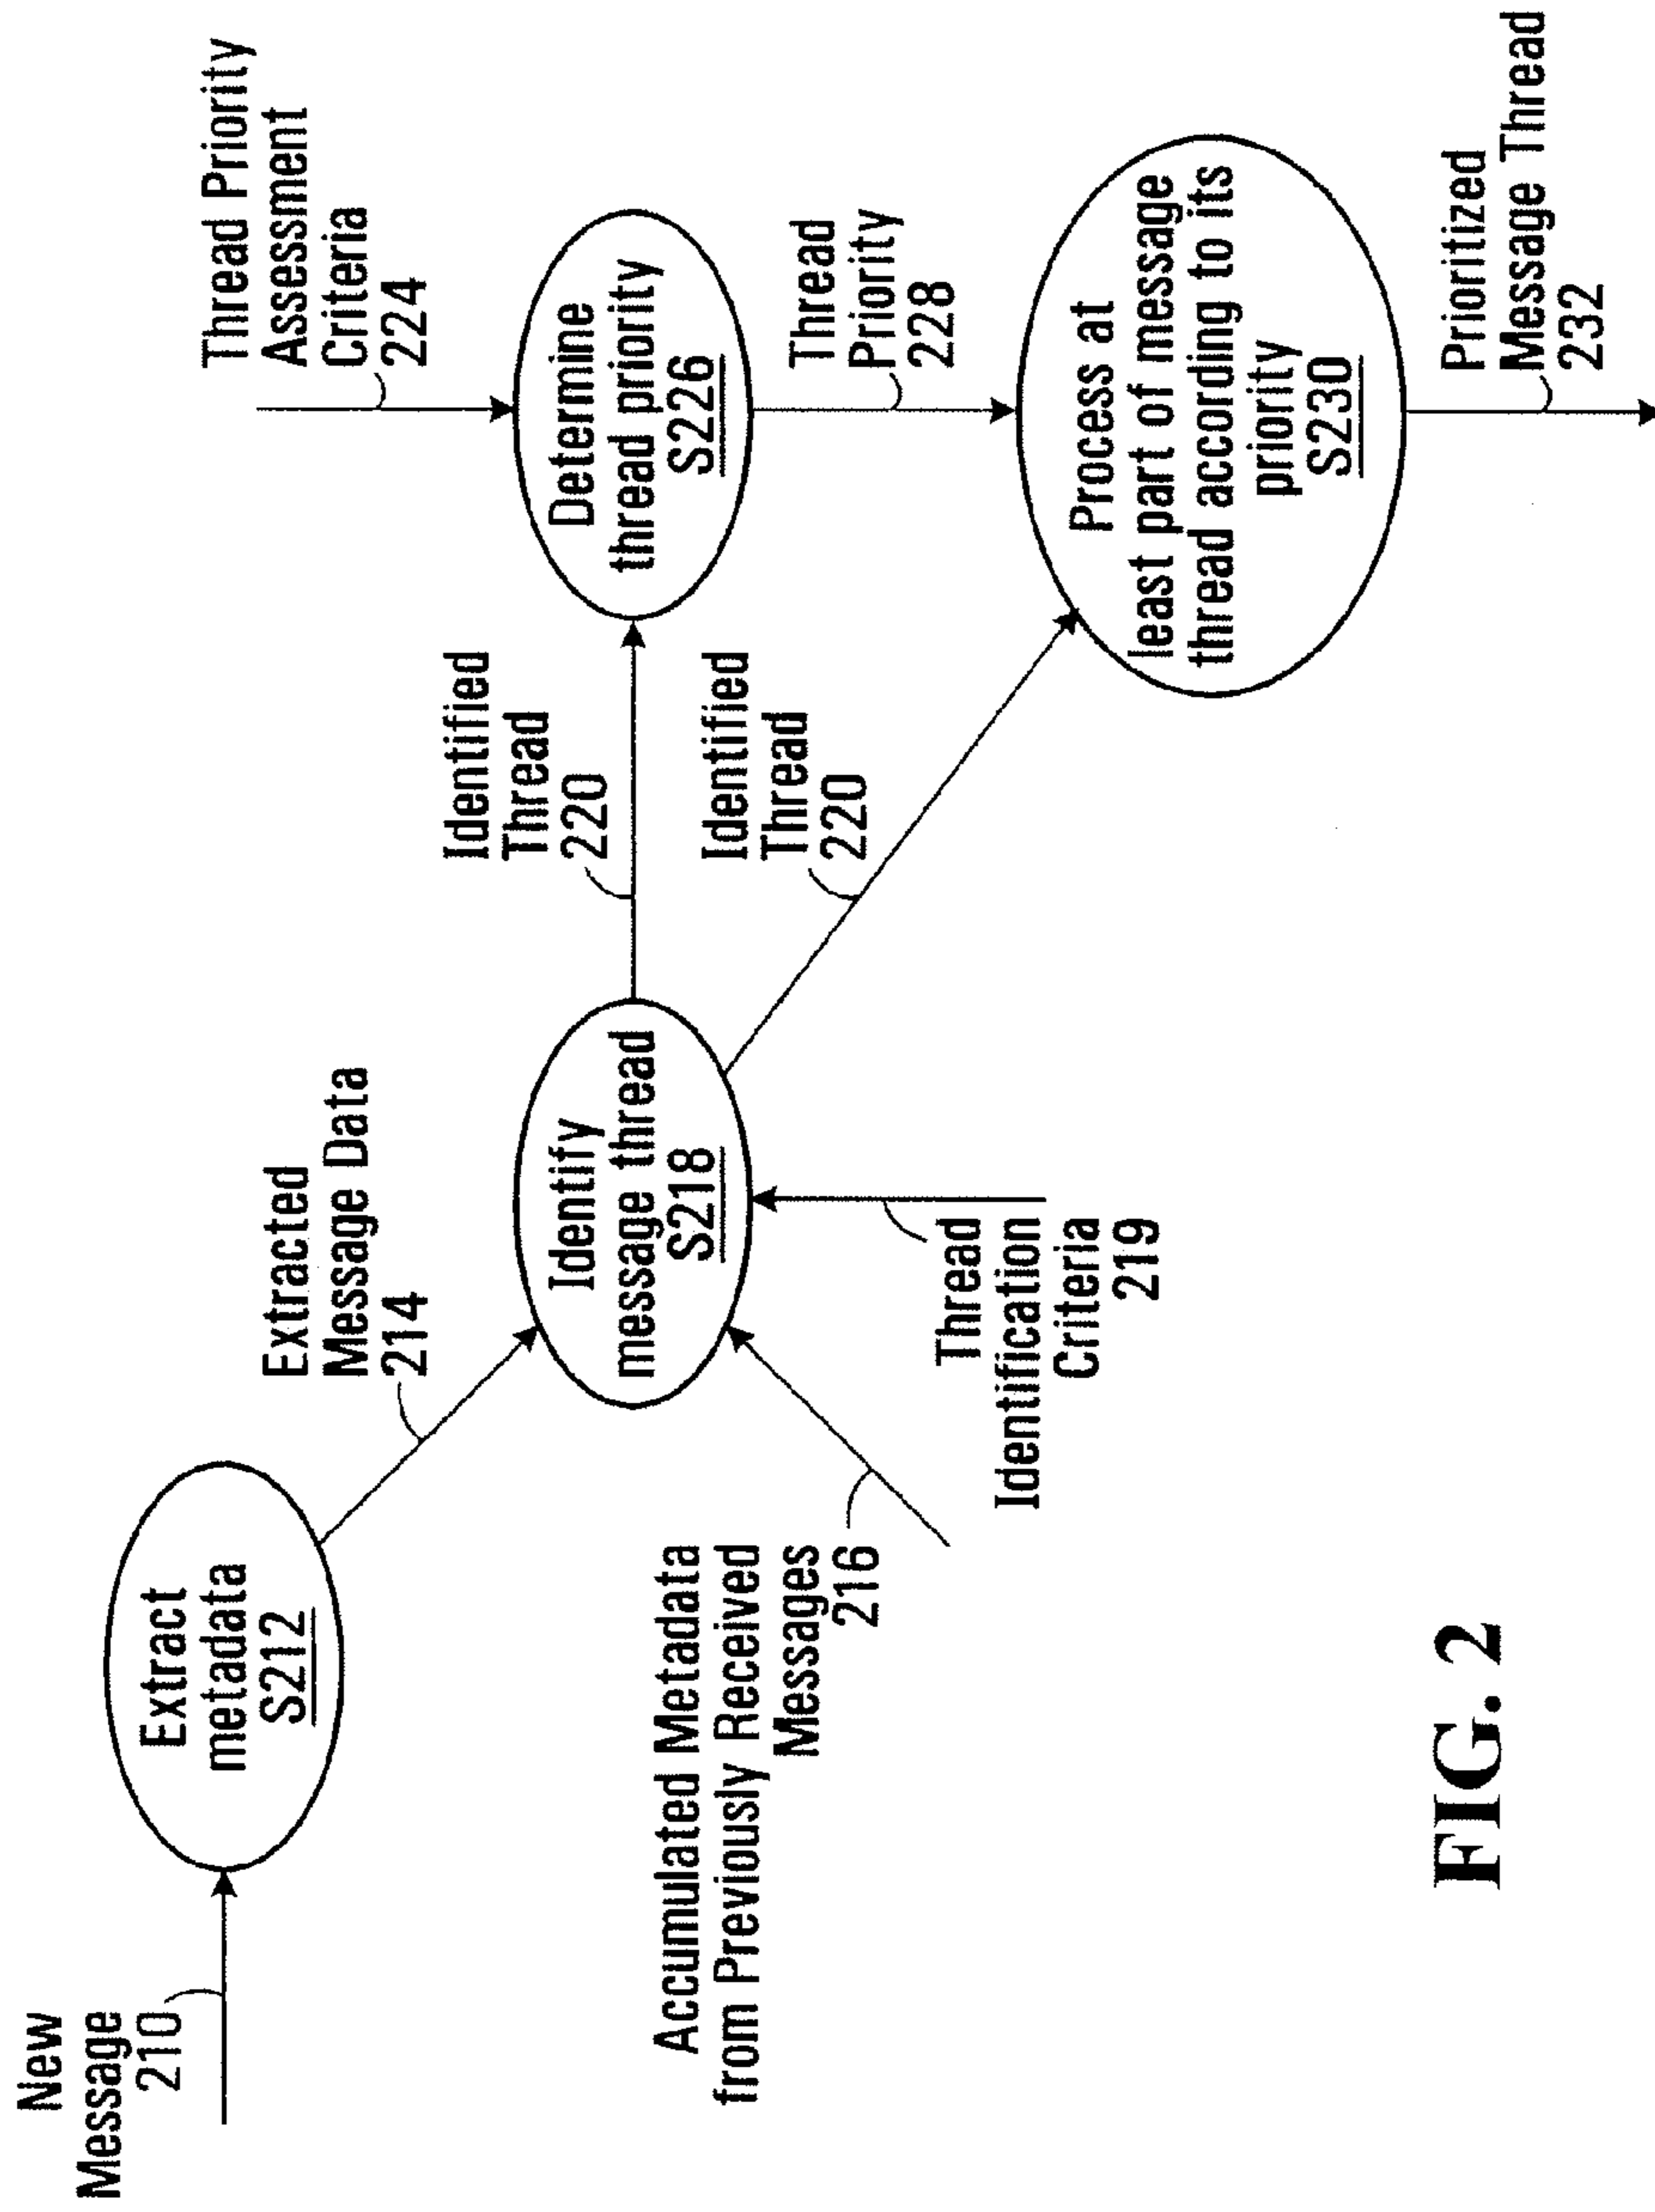 New
Message
210
Extract
metadata
S212
Extracted
Message Data
214
Accumulated Metadata
from Previously Received
Messages
216
Identify
message thread
S218
Thread
Identification
Criteria
219
Identified
Thread
220
Identified
Thread
220
Thread Priority
Assessment
Criteria
224
Determine
thread priority
S226
Thread
Priority
228
Process at
least part of message
thread according to its
priority
S230
Prioritized
Message Thread
232
FIG. 2